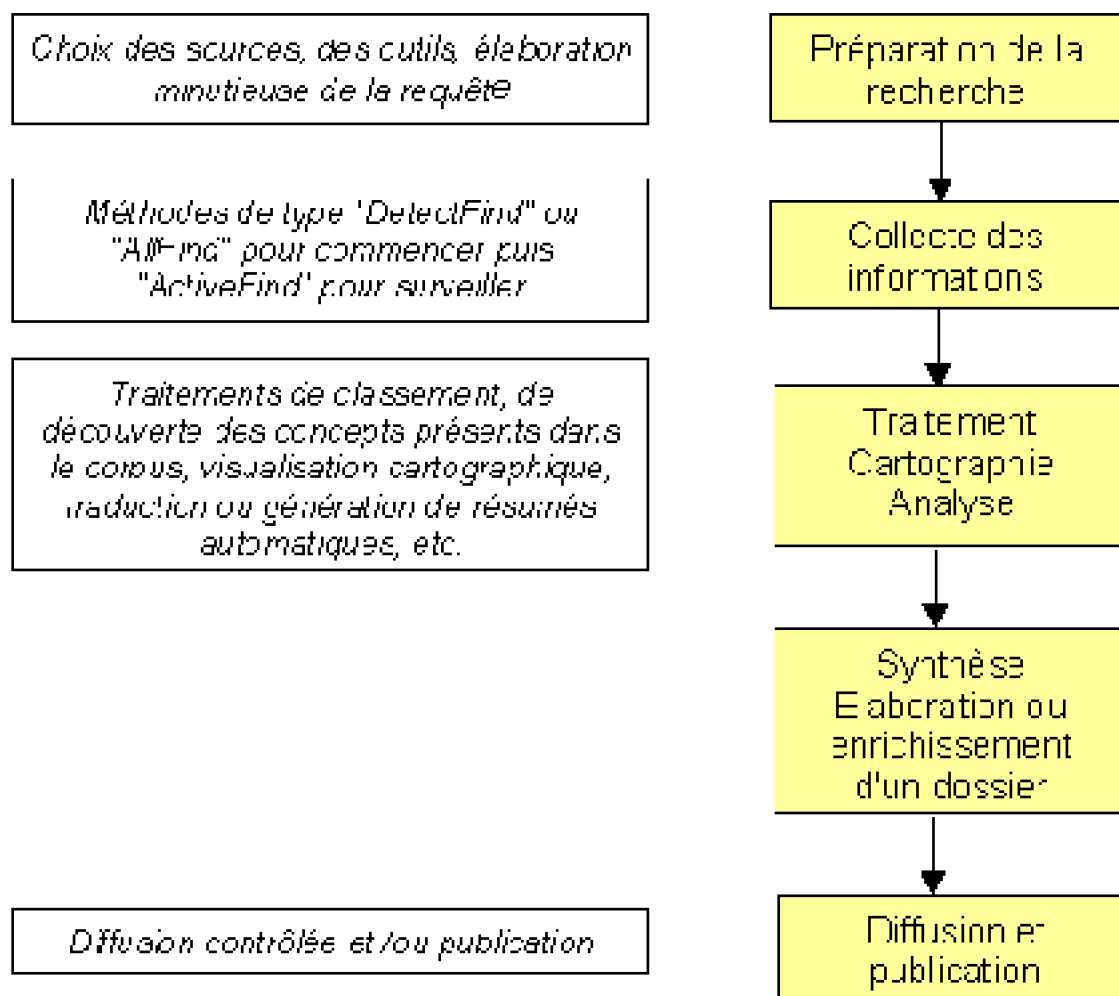 Choix des sources, des outils, élaboration
minutieuse de la requête
Préparation de la
recherche
Méthodes de type "DetectFind" ou
"AllFind" pour commencer puis
"ActiveFind" pour surveiller
Collecte des
informations
Traitements de classement, de
découverte des concepts présents dans
le corpus, visualisation cartographique,
traduction ou génération de résumés
automatiques, etc.
Traitement
Cartographie
Analyse
Synthèse
Elaboration ou
enrichissement
d'un dossier
Diffusion contrôlée et/ou publication
Diffusion et
publication